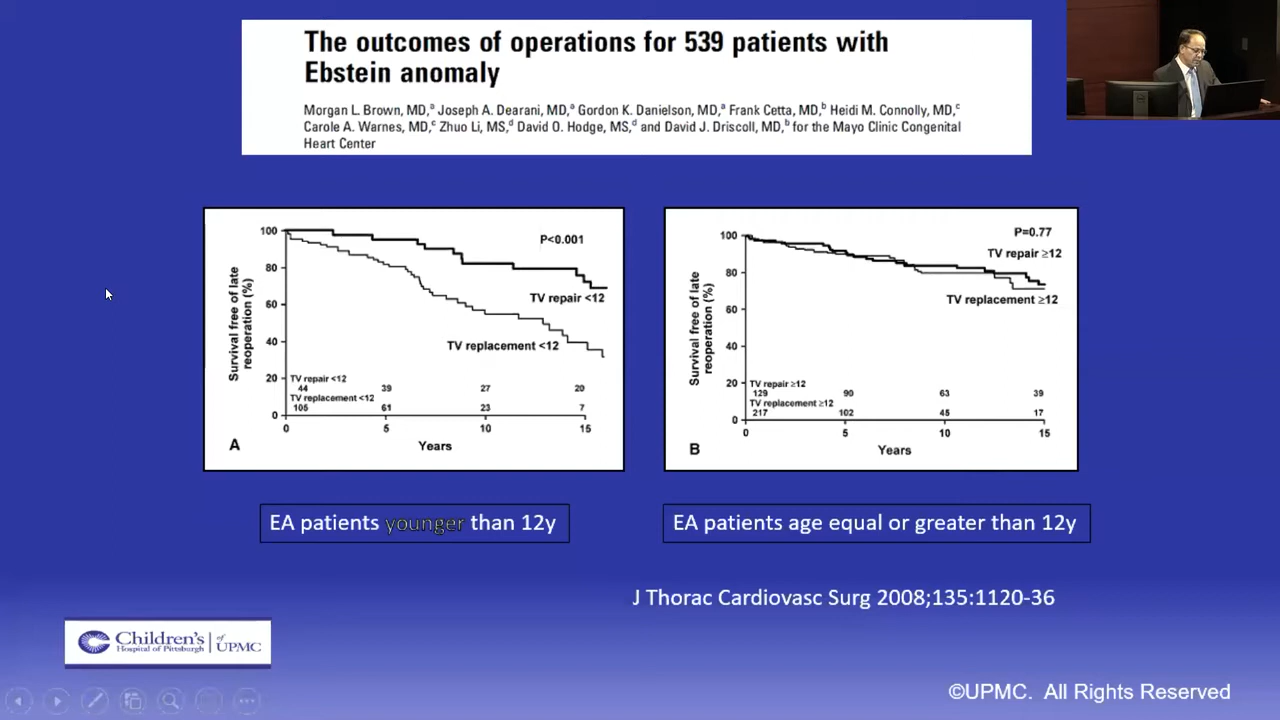 The outcomes of operations for 539 patients with
Ebstein anomaly
Morgan L. Brown, MD,a Joseph A. Dearani, MD,a Gordon K. Danielson, MD,a Frank Cetta, MD,b Heidi M. Connolly, MD,c
Carole A. Warnes, MD,c Zhuo Li, MS,d David O. Hodge, MS,d and David J. Driscoll, MD,b for the Mayo Clinic Congenital
Heart Center
Survival free of late
reoperation (%)
100
80
60
40
20
0
P<0.001
TV repair <12
TV replacement <12
TV repair <12
44 39 27 20
TV replacement <12
105 61 23 7
0 5 10 15
A
Years
Survival free of late
reoperation (%)
100
80
60
40
20
0
P=0.77
TV repair ≥12
TV replacement ≥12
TV repair ≥12
129 90 63 39
TV replacement ≥12
217 102 45 17
0 5 10 15
B
Years
EA patients younger than 12y
EA patients age equal or greater than 12y
J Thorac Cardiovasc Surg 2008;135:1120-36
Children's
Hospital of Pittsburgh
of
UPMC
©UPMC. All Rights Reserved